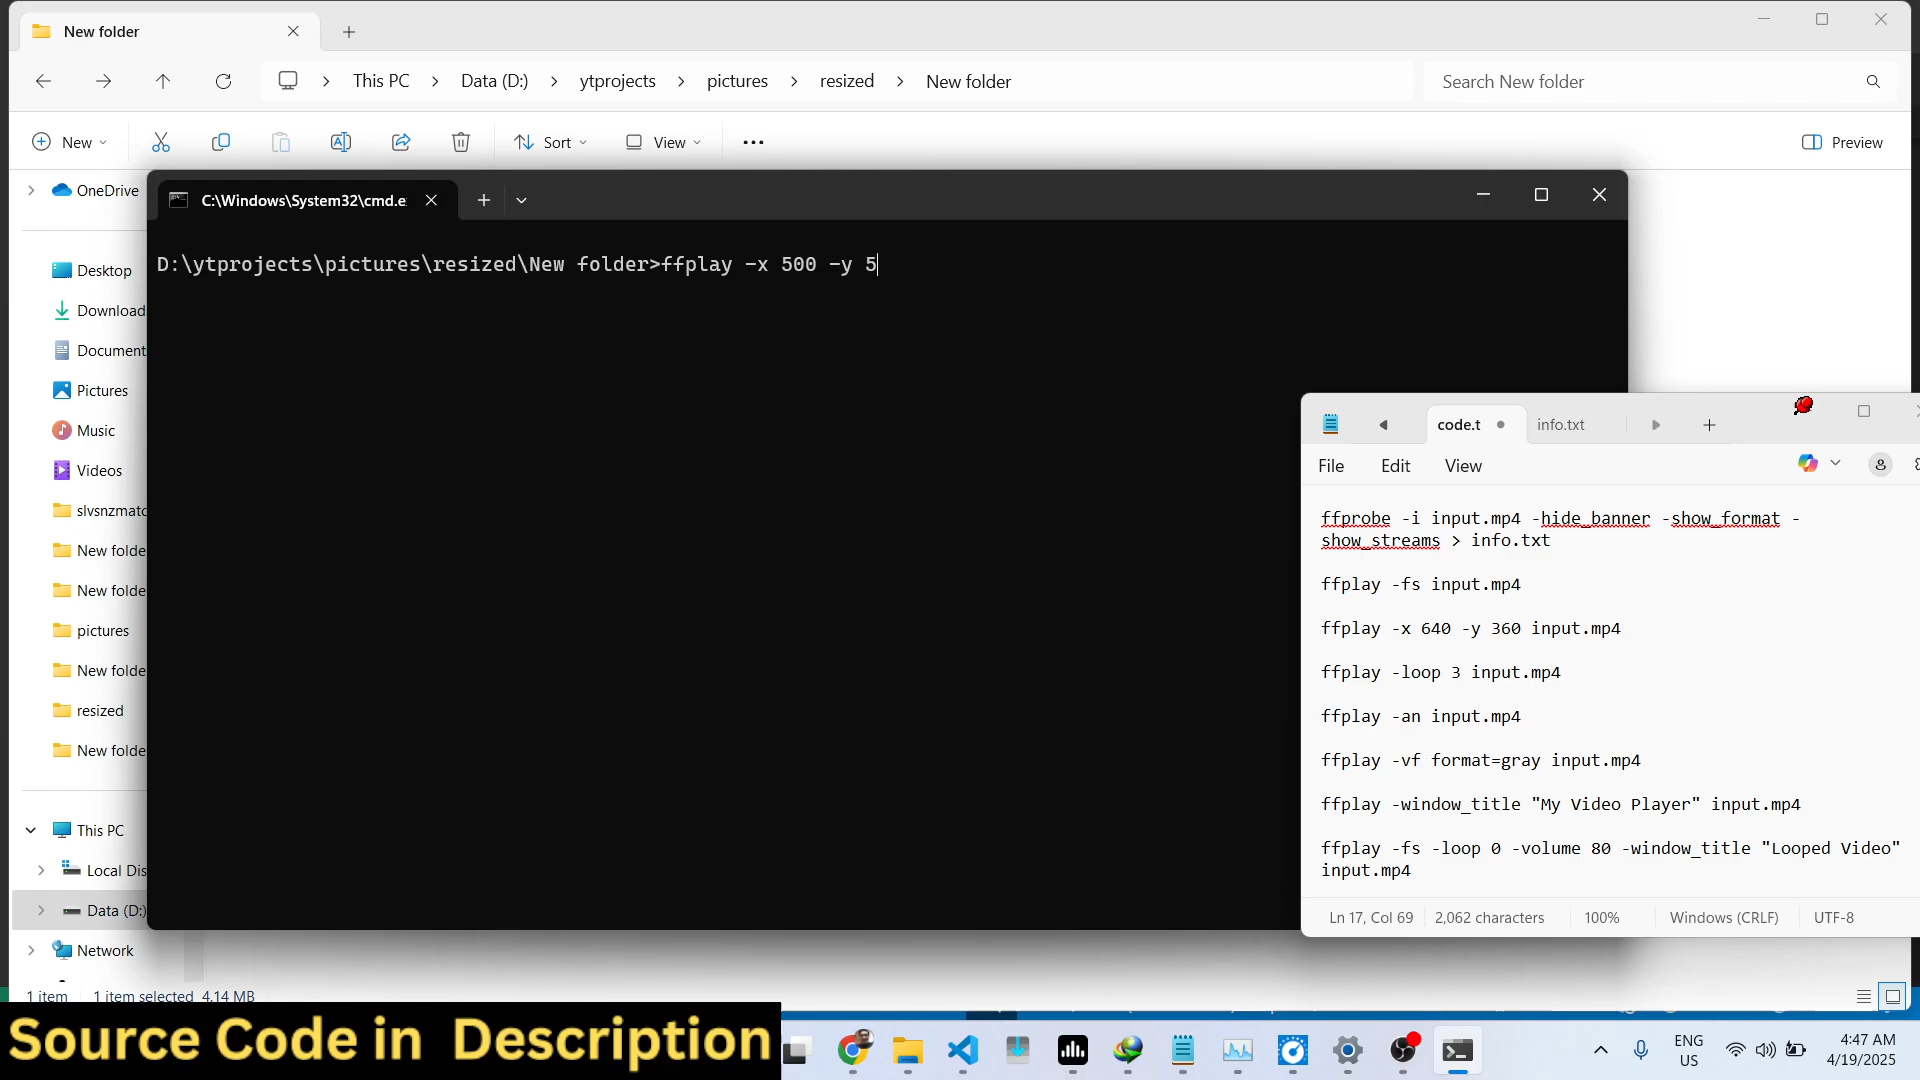 New folder
This PC
Data (D:)
ytprojects
pictures
resized
New folder
Search New folder
New
Sort
View
Preview
OneDrive
Desktop
Download
Document
Pictures
Music
Videos
slvsnzmatc
New folde
New folde
pictures
New folde
resized
New folde
This PC
Local Dis
Data (D:)
Network
1 item
1 item selected 4.14 MB
C:\Windows\System32\cmd.e
D:\ytprojects\pictures\resized\New folder>ffplay -x 500 -y 5
code.t
info.txt
File
Edit
View
ffprobe -i input.mp4 -hide_banner -show_format -
show_streams > info.txt
ffplay -fs input.mp4
ffplay -x 640 -y 360 input.mp4
ffplay -loop 3 input.mp4
ffplay -an input.mp4
ffplay -vf format=gray input.mp4
ffplay -window_title "My Video Player" input.mp4
ffplay -fs -loop 0 -volume 80 -window_title "Looped Video"
input.mp4
Ln 17, Col 69
2,062 characters
100%
Windows (CRLF)
UTF-8
Source Code in Description
ENG
US
4:47 AM
4/19/2025